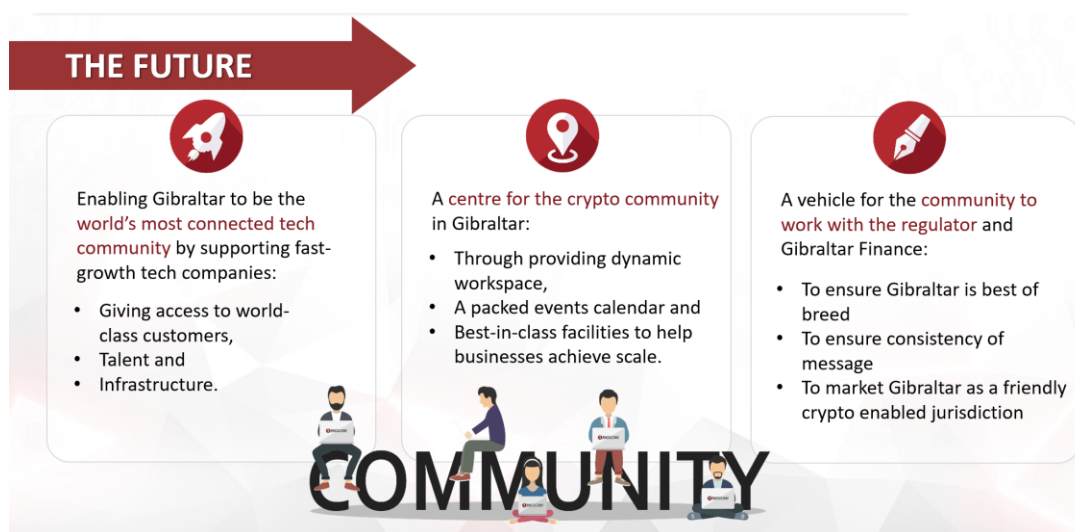 THE FUTURE
Enabling Gibraltar to be the
world's most connected tech
community by supporting fast-
growth tech companies:
• Giving access to world-
class customers,
• Talent and
• Infrastructure.
A centre for the crypto community
in Gibraltar:
• Through providing dynamic
workspace,
• A packed events calendar and
• Best-in-class facilities to help
businesses achieve scale.
A vehicle for the community to
work with the regulator and
Gibraltar Finance:
• To ensure Gibraltar is best of
breed
• To ensure consistency of
message
• To market Gibraltar as a friendly
crypto enabled jurisdiction
COMMUNITY